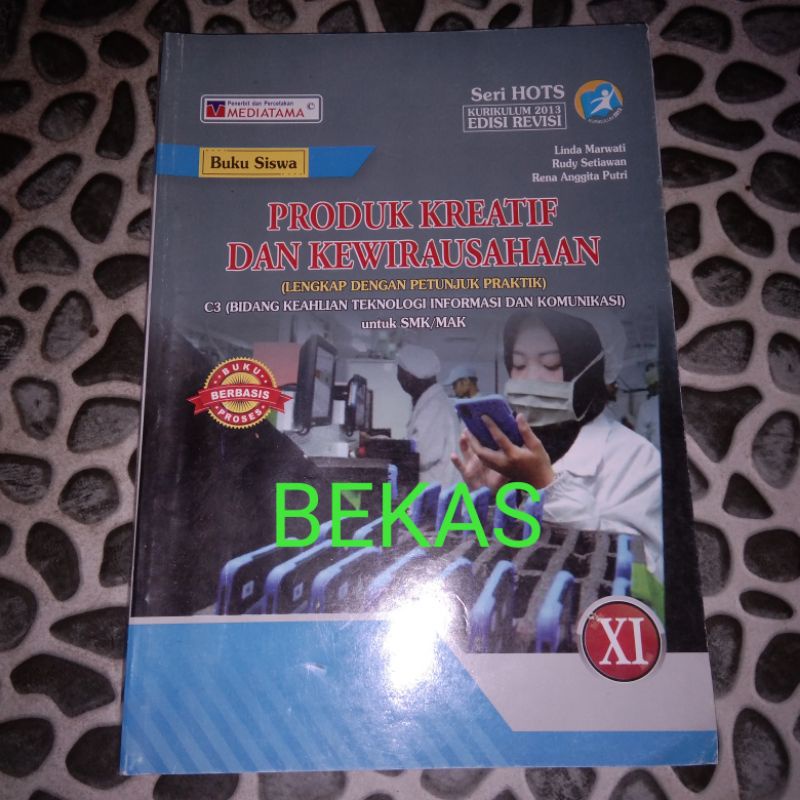 Penerbit dan Percetakan
MEDIATAMA ©
Seri HOTS
KURIKULUM 2013
EDISI REVISI
KURIKULUM 2013
Linda Marwati
Rudy Setiawan
Rena Anggita Putri
Buku Siswa
PRODUK KREATIF
DAN KEWIRAUSAHAAN
(LENGKAP DENGAN PETUNJUK PRAKTIK)
C3 (BIDANG KEAHLIAN TEKNOLOGI INFORMASI DAN KOMUNIKASI)
untuk SMK/MAK
BUKU
BERBASIS
PROSES
BEKAS
XI